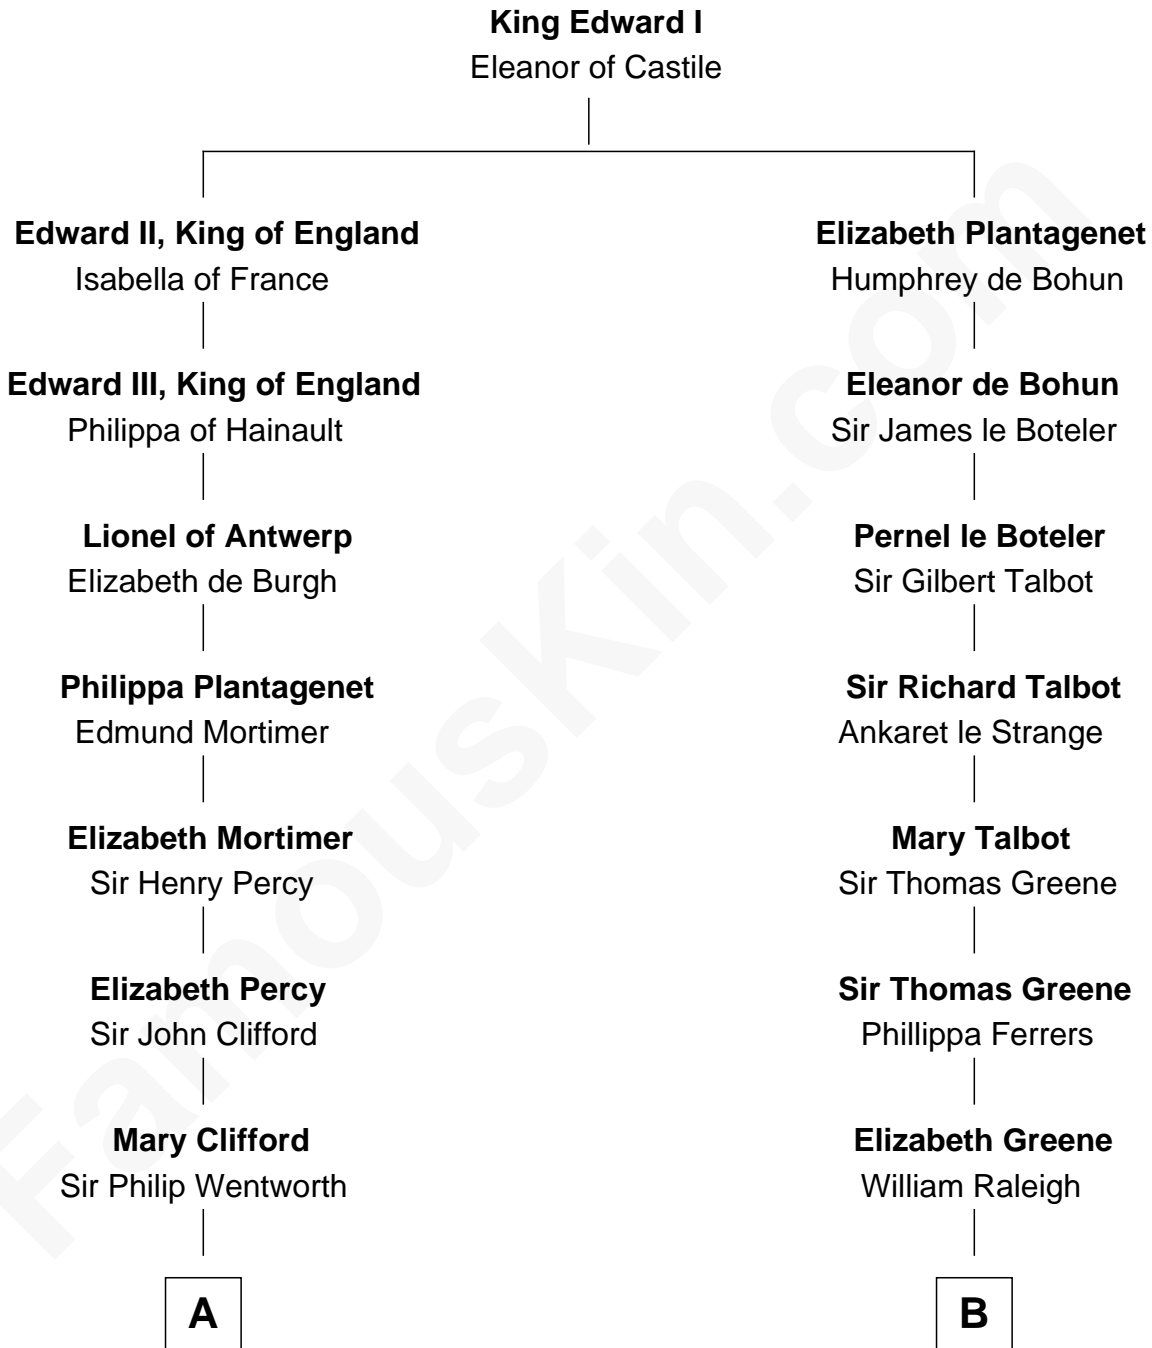 King Edward I
Eleanor of Castile
Edward II, King of England
Isabella of France
Edward III, King of England
Philippa of Hainault
Lionel of Antwerp
Elizabeth de Burgh
Philippa Plantagenet
Edmund Mortimer
Elizabeth Mortimer
Sir Henry Percy
Elizabeth Percy
Sir John Clifford
Mary Clifford
Sir Philip Wentworth
A
Elizabeth Plantagenet
Humphrey de Bohun
Eleanor de Bohun
Sir James le Boteler
Pernel le Boteler
Sir Gilbert Talbot
Sir Richard Talbot
Ankaret le Strange
Mary Talbot
Sir Thomas Greene
Sir Thomas Greene
Phillippa Ferrers
Elizabeth Greene
William Raleigh
B
FamousKin.com